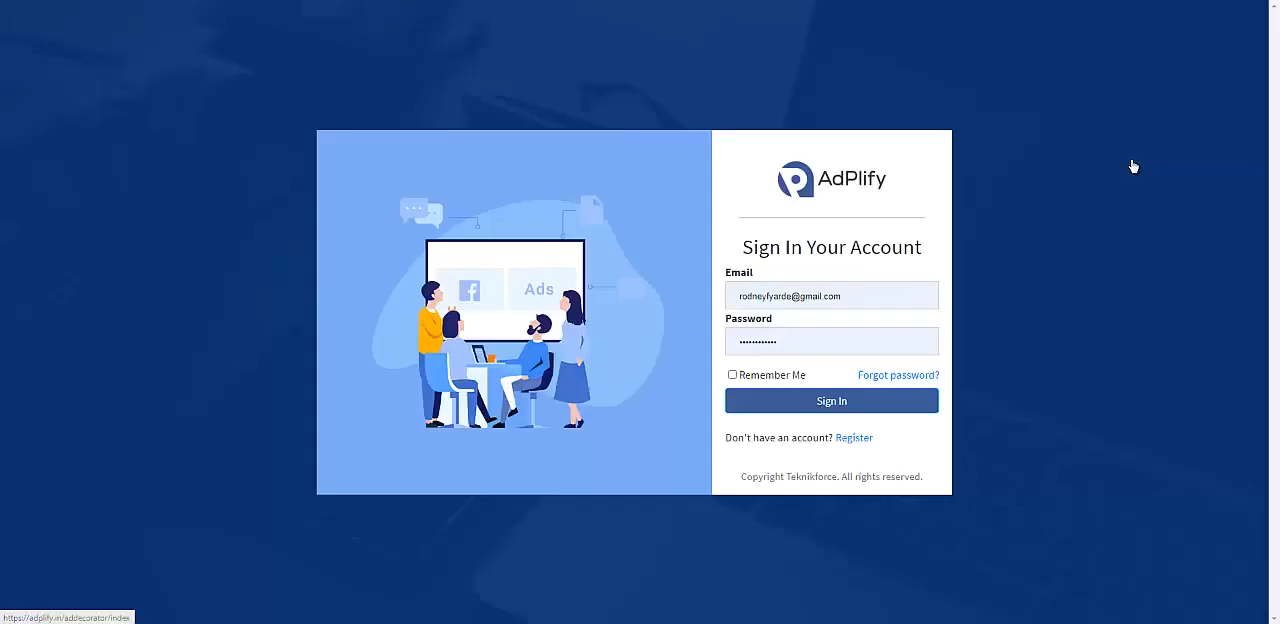 AdPlify
Sign In Your Account
Email
rodneyfyarde@gmail.com
Password
••••••••••••
Remember Me Forgot password?
Sign In
Don't have an account? Register
Copyright Teknikforce. All rights reserved.
Ads
https://adplify.in/addecorator/index